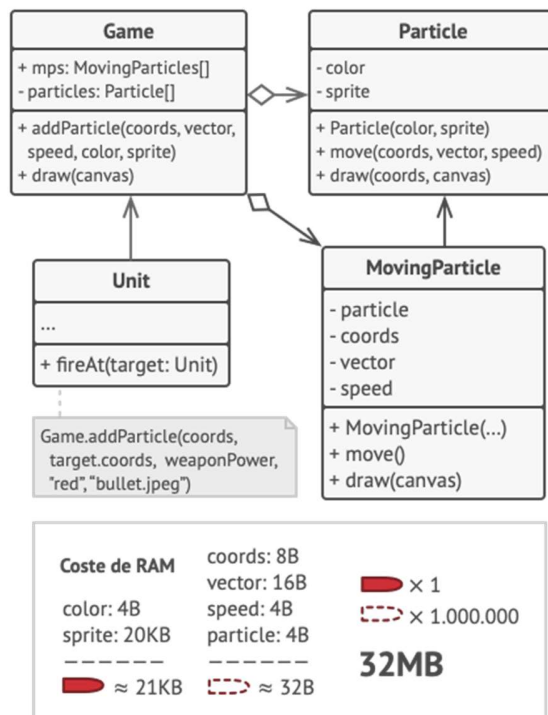 Game
+ mps: MovingParticles[]
- particles: Particle[]
+ addParticle(coords, vector,
speed, color, sprite)
+ draw(canvas)
Particle
- color
- sprite
+ Particle(color, sprite)
+ move(coords, vector, speed)
+ draw(coords, canvas)
Unit
...
+ fireAt(target: Unit)
Game.addParticle(coords,
target.coords, weaponPower,
"red", "bullet.jpeg")
MovingParticle
- particle
- coords
- vector
- speed
+ MovingParticle(...)
+ move()
+ draw(canvas)
Coste de RAM
color: 4B
sprite: 20KB
≈ 21KB
coords: 8B
vector: 16B
speed: 4B
particle: 4B
≈ 32B
× 1
× 1.000.000
32MB